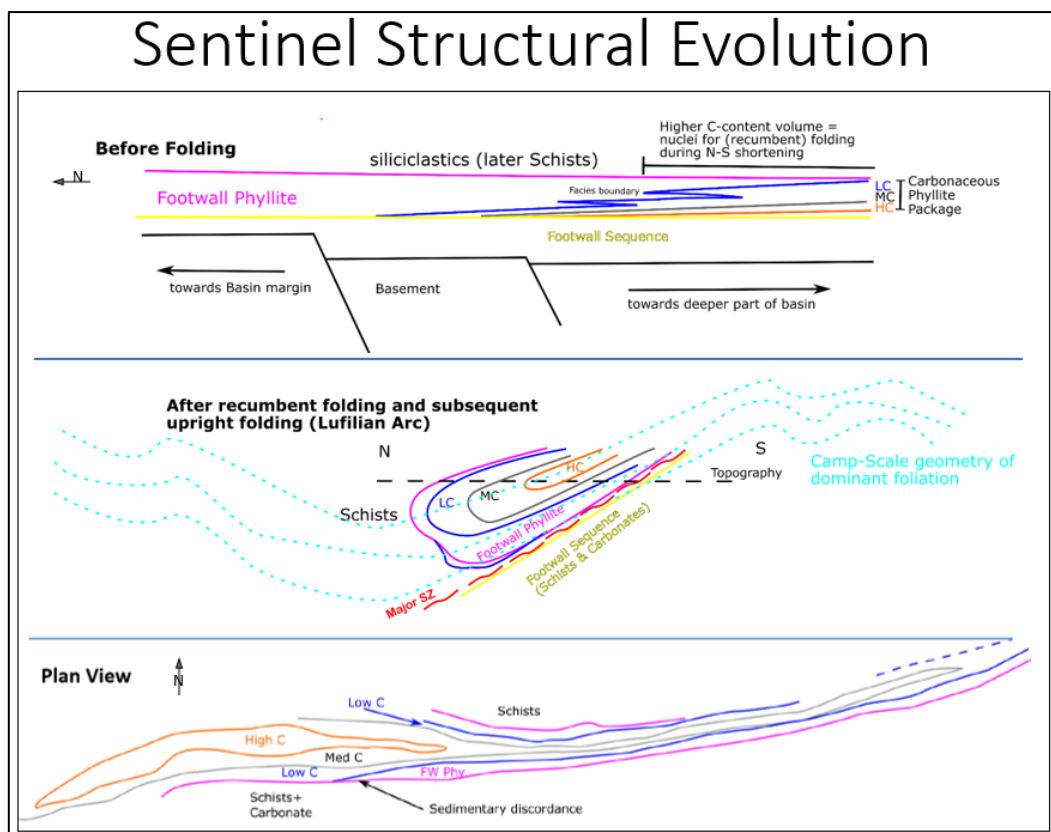 Sentinel Structural Evolution
Before Folding
N
siliciclastics (later Schists)
Higher C-content volume =
nuclei for (recumbent) folding
during N-S shortening
Footwall Phyllite
Facies boundary
LC
MC
HC
Carbonaceous
Phyllite
Package
Footwall Sequence
towards Basin margin
Basement
towards deeper part of basin
After recumbent folding and subsequent
upright folding (Lufilian Arc)
N
S
HC
MC
LC
Topography
Schists
Camp-Scale geometry of
dominant foliation
Footwall Phyllite
Footwall Sequence
(Schists & Carbonates)
Major SZ
Plan View
N
Low C
Schists
High C
Med C
Low C
FW Phy
Schists+
Carbonate
Sedimentary discordance